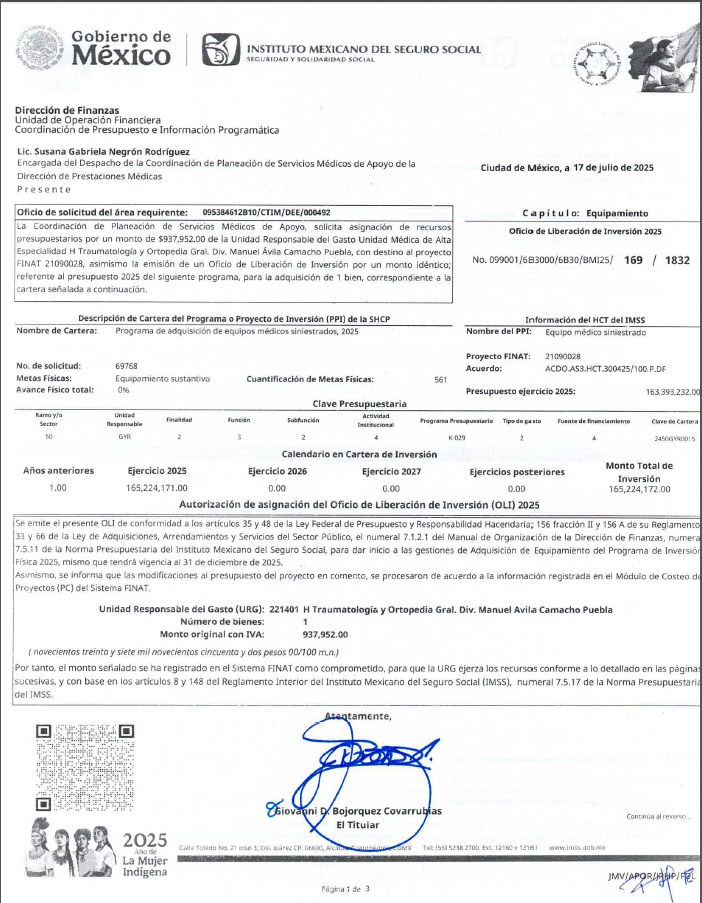 Gobierno de
México
INSTITUTO MEXICANO DEL SEGURO SOCIAL
SEGURIDAD Y SOLIDARIDAD SOCIAL
Dirección de Finanzas
Unidad de Operación Financiera
Coordinación de Presupuesto e Información Programática
Lic. Susana Gabriela Negrón Rodríguez
Encargada del Despacho de la Coordinación de Planeación de Servicios Médicos de Apoyo de la
Dirección de Prestaciones Médicas
P r e s e n t e
Ciudad de México, a 17 de julio de 2025
Oficio de solicitud del área requirente: 095384612B10/CTIM/DEE/000492
La Coordinación de Planeación de Servicios Médicos de Apoyo, solicita asignación de recursos
presupuestarios por un monto de $937,952.00 de la Unidad Responsable del Gasto Unidad Médica de Alta
Especialidad H Traumatología y Ortopedia Gral. Div. Manuel Ávila Camacho Puebla, con destino al proyecto
FINAT 21090028, asimismo la emisión de un Oficio de Liberación de Inversión por un monto idéntico;
referente al presupuesto 2025 del siguiente programa, para la adquisición de 1 bien, correspondiente a la
cartera señalada a continuación.
C a p í t u l o: Equipamiento
Oficio de Liberación de Inversión 2025
No. 099001/6B3000/6B30/BMI25/ 169 / 1832
Descripción de Cartera del Programa o Proyecto de Inversión (PPI) de la SHCP
Nombre de Cartera: Programa de adquisición de equipos médicos siniestrados, 2025
No. de solicitud: 69768
Metas Físicas: Equipamiento sustantivo Cuantificación de Metas Físicas: 561
Avance Físico total: 0%
Información del HCT del IMSS
Nombre del PPI: Equipo médico siniestrado
Proyecto FINAT: 21090028
Acuerdo: ACDO.AS3.HCT.300425/100.P.DF
Presupuesto ejercicio 2025: 163,393,232.00
Clave Presupuestaria
Ramo y/o Sector Unidad Responsable Finalidad Función Subfunción Actividad Institucional Programa Presupuestario Tipo de gasto Fuente de financiamiento Clave de Cartera
50 GYR 2 3 2 4 K-029 2 4 2450GYR0015
Calendario en Cartera de Inversión
Años anteriores Ejercicio 2025 Ejercicio 2026 Ejercicio 2027 Ejercicios posteriores Monto Total de Inversión
1.00 165,224,171.00 0.00 0.00 0.00 165,224,172.00
Autorización de asignación del Oficio de Liberación de Inversión (OLI) 2025
Se emite el presente OLI de conformidad a los artículos 35 y 48 de la Ley Federal de Presupuesto y Responsabilidad Hacendaria; 156 fracción II y 156 A de su Reglamento
33 y 66 de la Ley de Adquisiciones, Arrendamientos y Servicios del Sector Público, el numeral 7.1.2.1 del Manual de Organización de la Dirección de Finanzas, numera
7.5.11 de la Norma Presupuestaria del Instituto Mexicano del Seguro Social, para dar inicio a las gestiones de Adquisición de Equipamiento del Programa de Inversió
Física 2025, mismo que tendrá vigencia al 31 de diciembre de 2025.
Asimismo, se informa que las modificaciones al presupuesto del proyecto en comento, se procesaron de acuerdo a la información registrada en el Módulo de Costeo de
Proyectos (PC) del Sistema FINAT.
Unidad Responsable del Gasto (URG): 221401 H Traumatología y Ortopedia Gral. Div. Manuel Avila Camacho Puebla
Número de bienes: 1
Monto original con IVA: 937,952.00
( novecientos treinta y siete mil novecientos cincuenta y dos pesos 00/100 m.n.)
Por tanto, el monto señalado se ha registrado en el Sistema FINAT como comprometido, para que la URG ejerza los recursos conforme a lo detallado en las páginas
sucesivas, y con base en los artículos 8 y 148 del Reglamento Interior del Instituto Mexicano del Seguro Social (IMSS), numeral 7.5.17 de la Norma Presupuestaria
del IMSS.
Atentamente,
Giovanni D. Bojorquez Covarrubias
El Titular
Continúa al reverso...
2025
Año de
La Mujer
Indígena
Calle Toledo No. 21 piso 3, Col. Juárez CP. 06600, CDMX Tel: (55) 5238 2700, Ext. 12160 y 12161 www.imss.gob.mx
Página 1 de 3